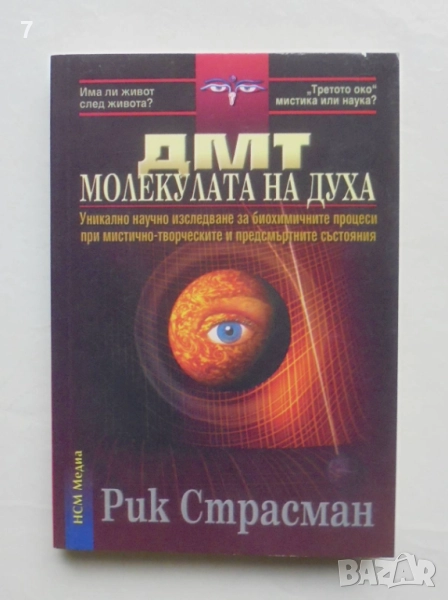 7
Има ли живот
след живота?
„Третото око“
мистика или наука?
ДМТ
МОЛЕКУЛАТА НА ДУХА
Уникално научно изследване за биохимичните процеси
при мистично-творческите и предсмъртните състояния
НСМ Медиа
Рик Страсман
BAZAR